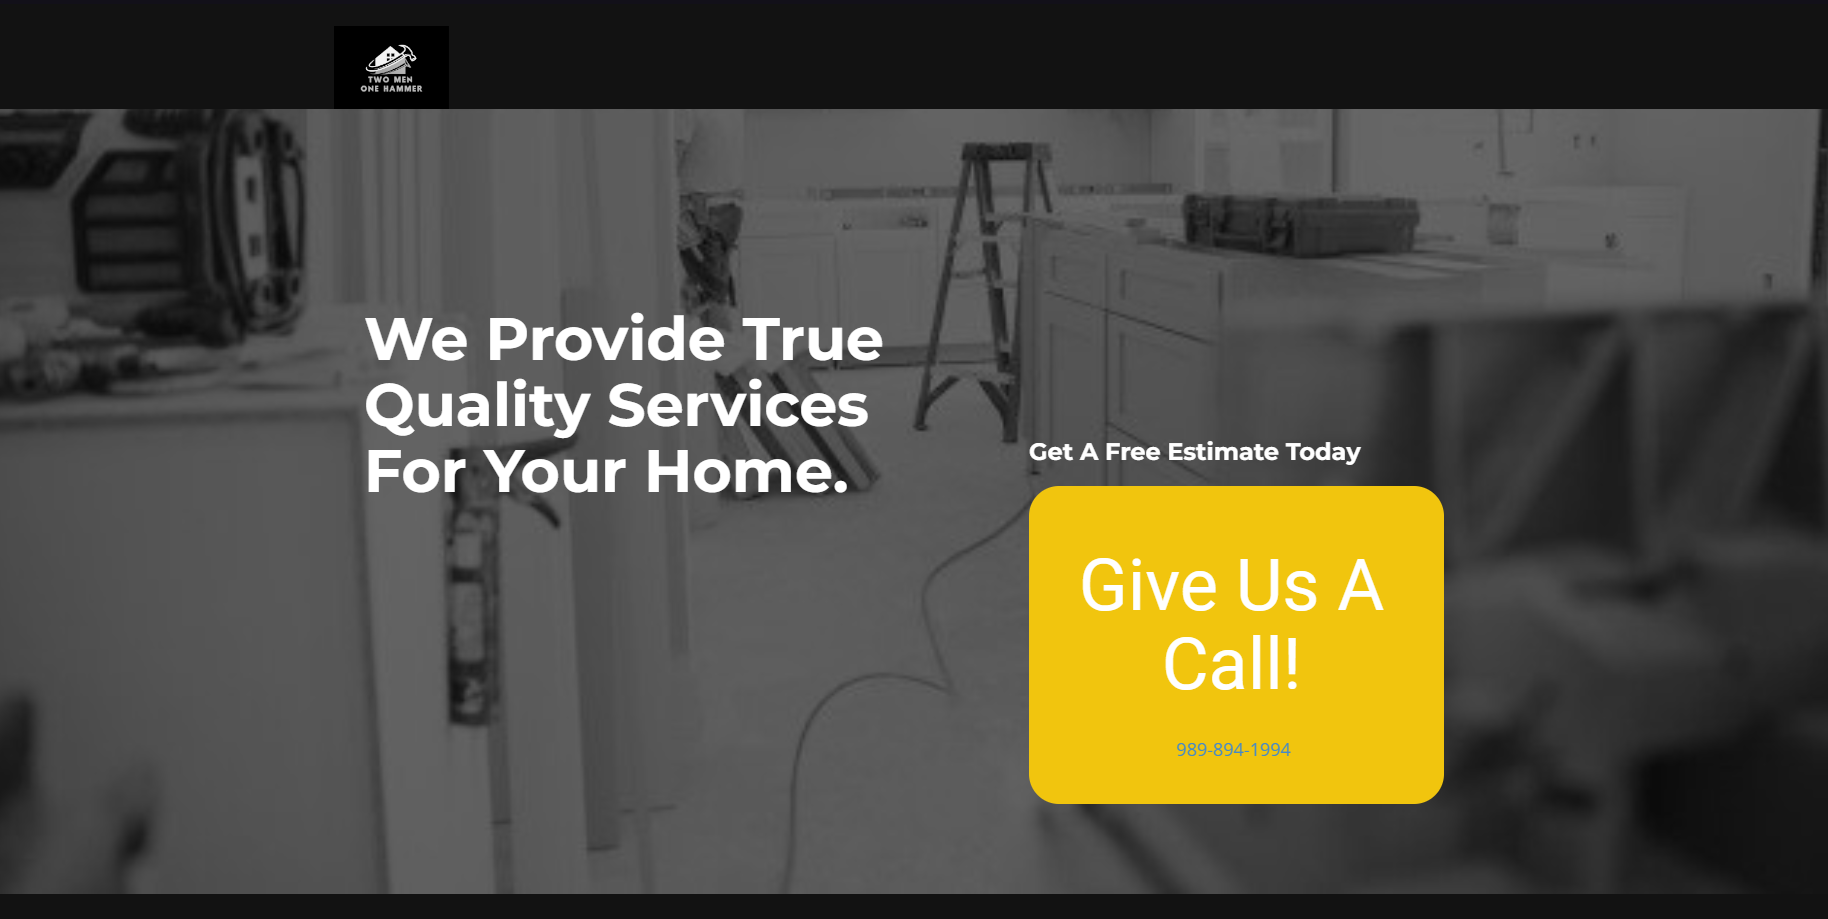 TWO MEN
ONE HAMMER
We Provide True
Quality Services
For Your Home.
Get A Free Estimate Today
Give Us A
Call!
989-894-1994